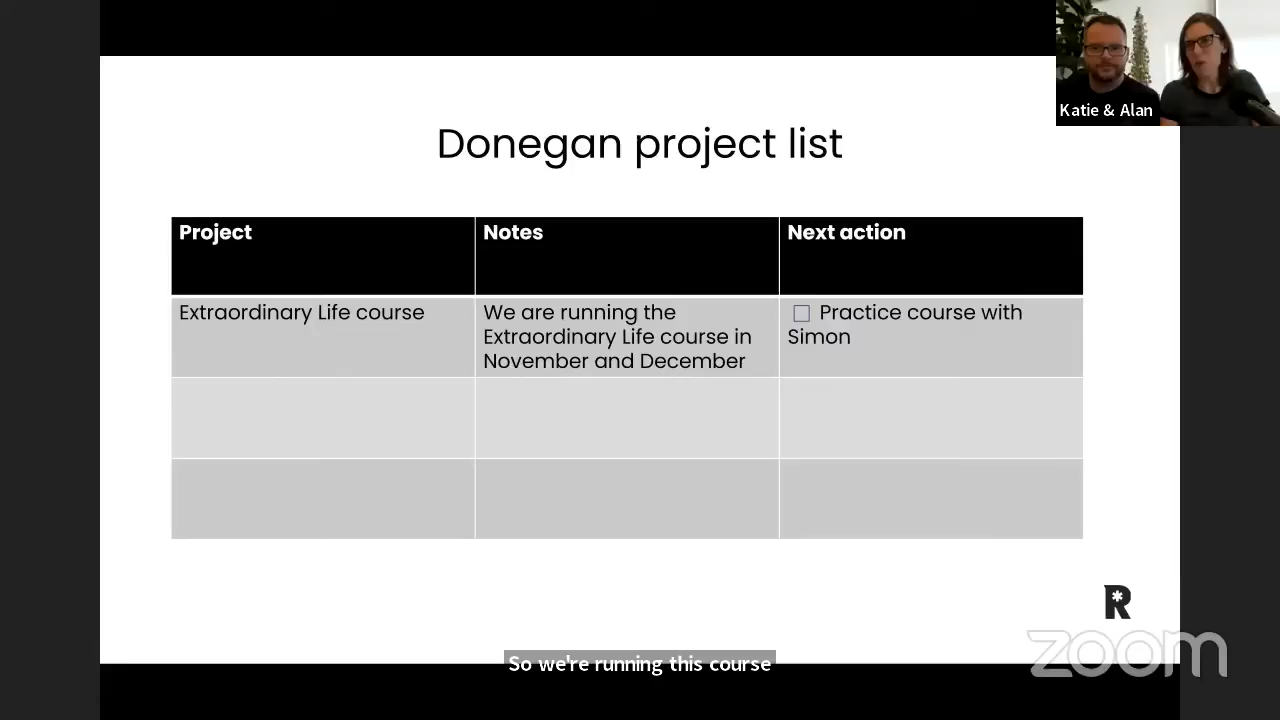 Katie & Alan
Donegan project list
Project
Notes
Next action
Extraordinary Life course
We are running the
Extraordinary Life course in
November and December
Practice course with
Simon
R
zoom
So we're running this course